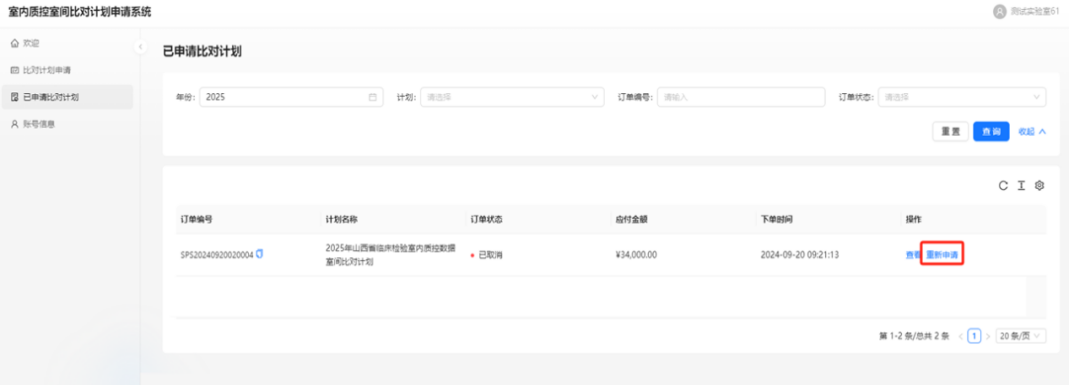 室内质控室间比对计划申请系统
测试实验室61
欢迎
比对计划申请
已申请比对计划
账号信息
已申请比对计划
年份: 2025 计划: 请选择 订单编号: 请输入 订单状态: 请选择
重置 查询 收起
订单编号 计划名称 订单状态 应付金额 下单时间 操作
SPS20240920020004 2025年山西省临床检验室内质控数据 已取消 ¥34,000.00 2024-09-20 09:21:13 查看 重新申请
室间比对计划
第 1-2 条/总共 2 条 1 20 条/页